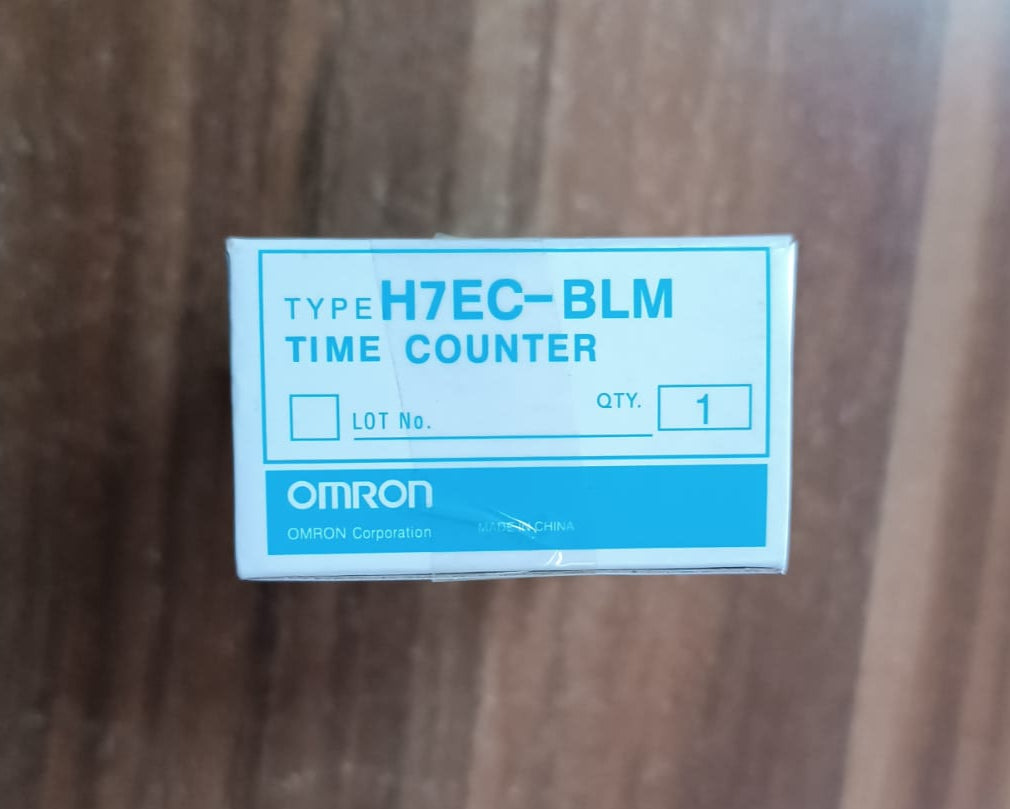 TYPE H7EC-BLM
TIME COUNTER
LOT No. QTY. 1
OMRON
OMRON Corporation MADE IN CHINA